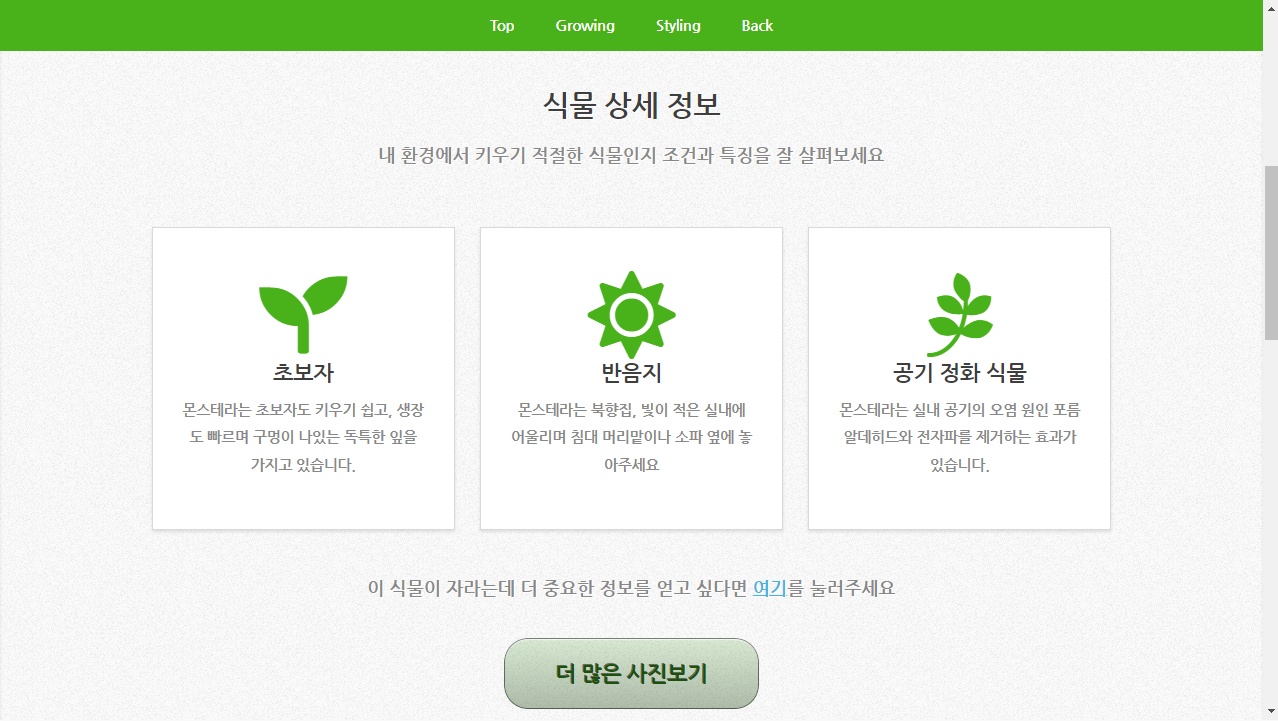 Top Growing Styling Back
식물 상세 정보
내 환경에서 키우기 적절한 식물인지 조건과 특징을 잘 살펴보세요
초보자
몬스테라는 초보자도 키우기 쉽고, 생장
도 빠르며 구멍이 나있는 독특한 잎을
가지고 있습니다.
반음지
몬스테라는 북향집, 빛이 적은 실내에
어울리며 침대 머리맡이나 소파 옆에 놓
아주세요
공기 정화 식물
몬스테라는 실내 공기의 오염 원인 포름
알데히드와 전자파를 제거하는 효과가
있습니다.
이 식물이 자라는데 더 중요한 정보를 얻고 싶다면 여기를 눌러주세요
더 많은 사진보기